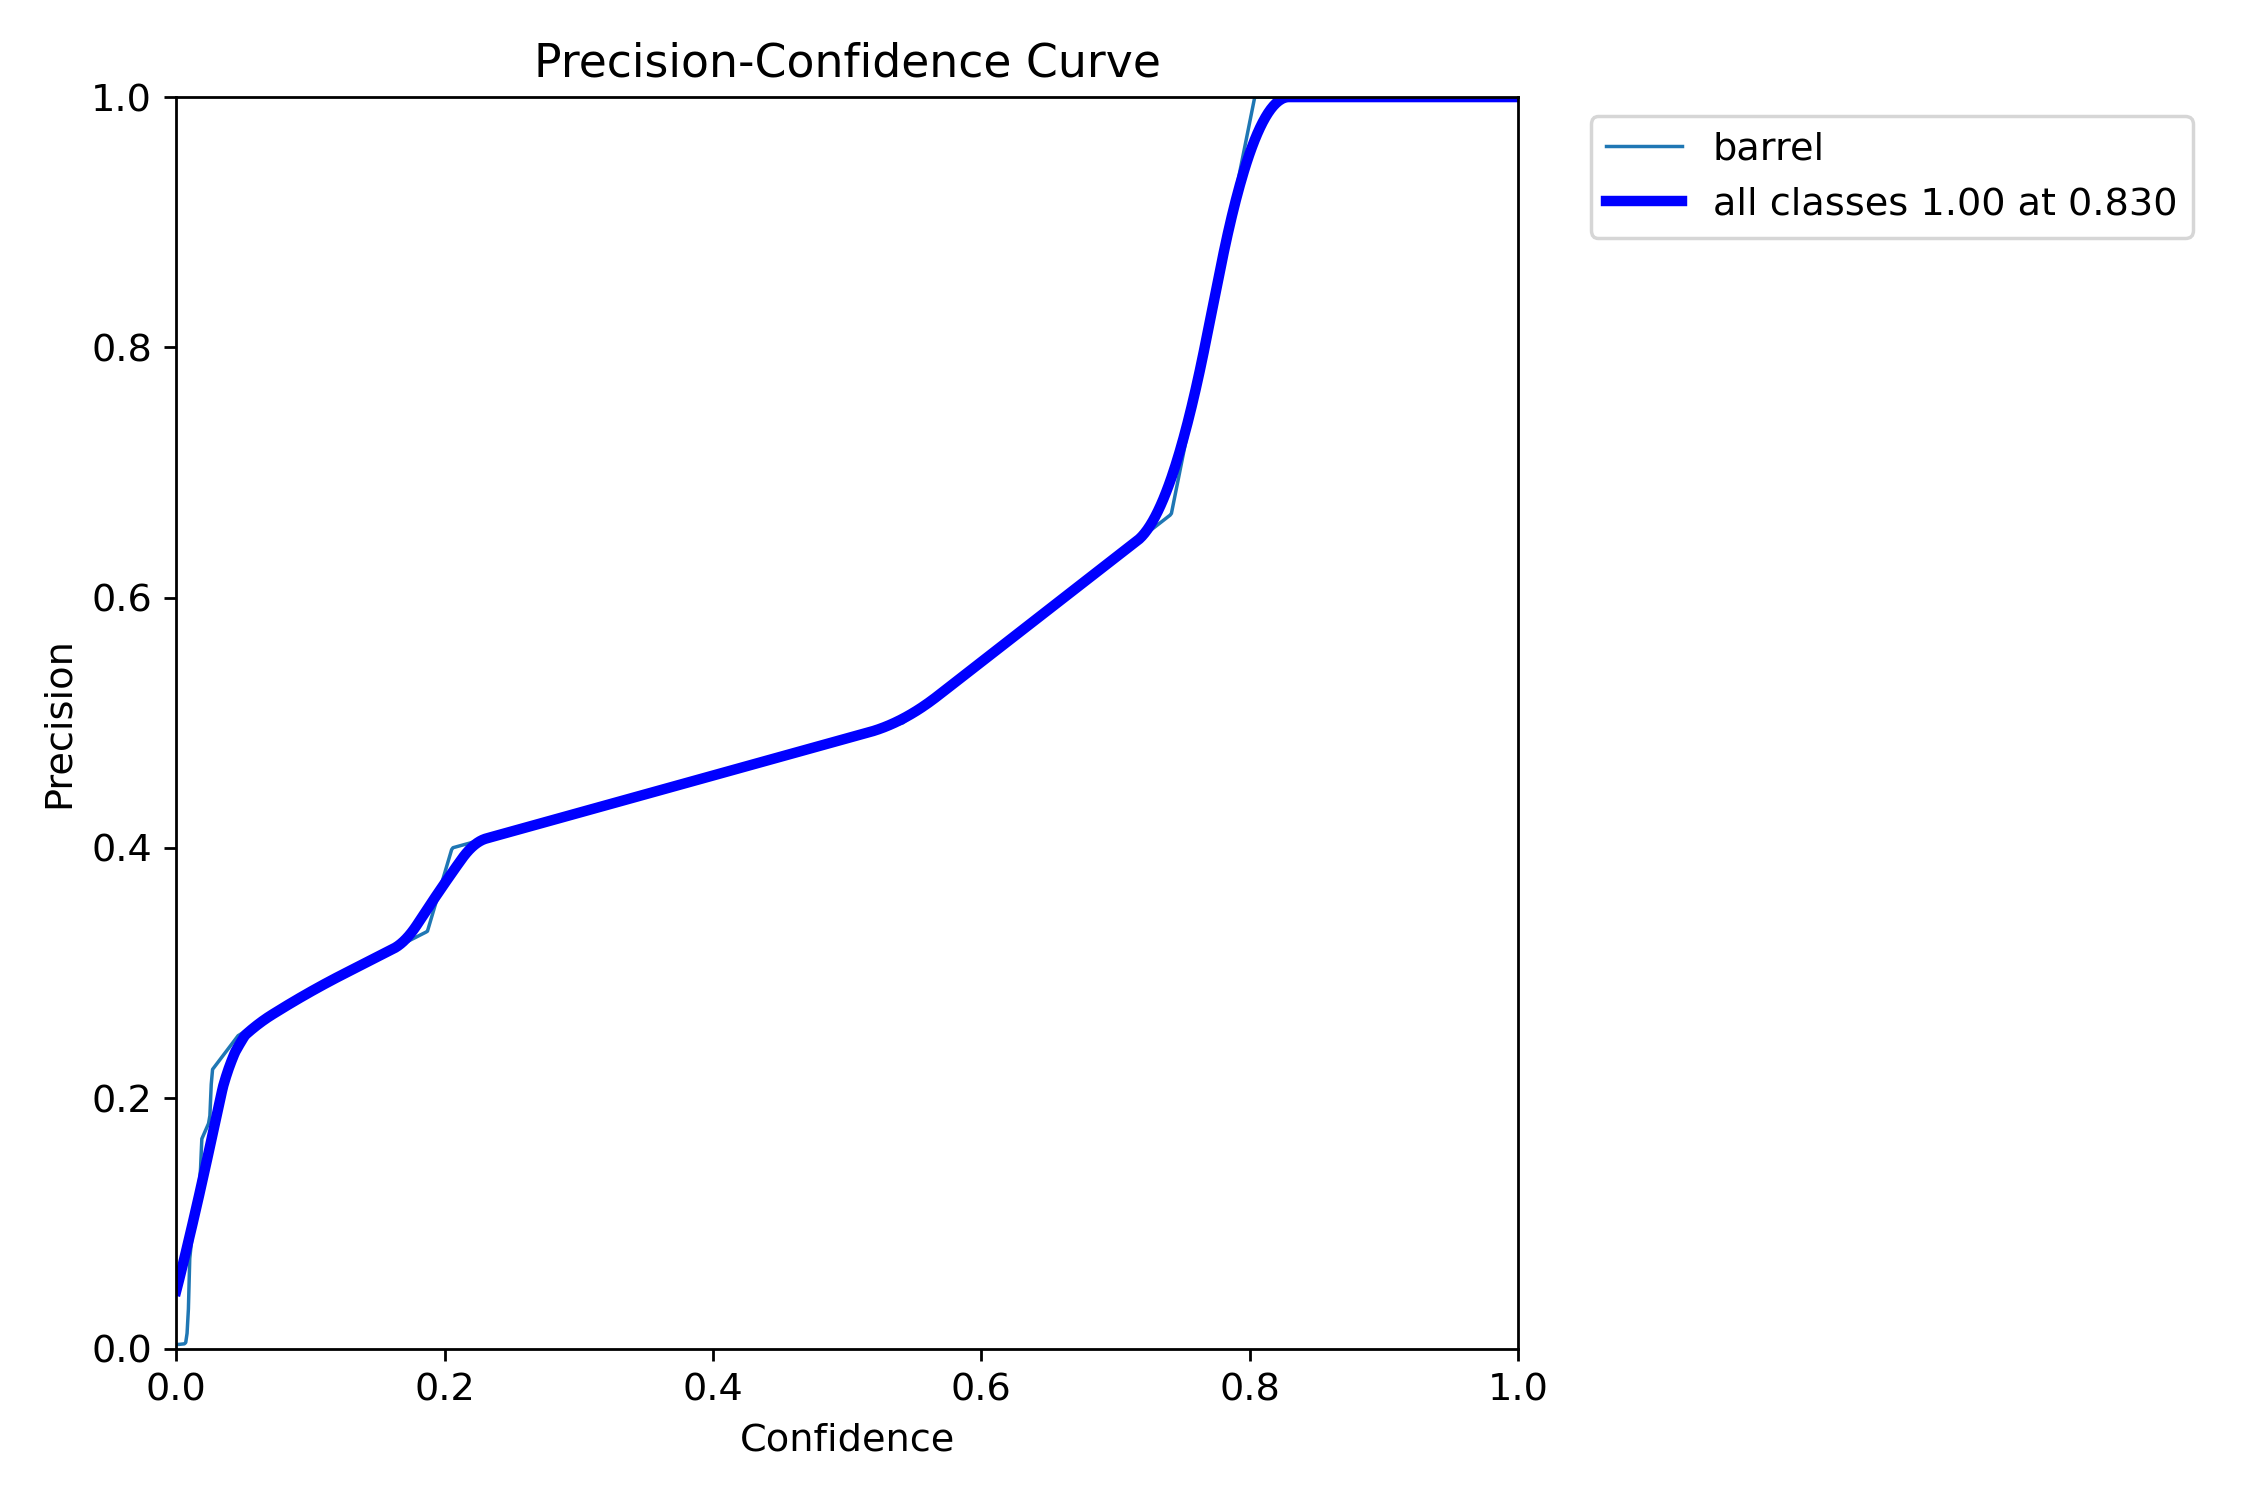 Precision-Confidence Curve
1.0
0.8
0.6
0.4
0.2
0.0
Precision
0.0 0.2 0.4 0.6 0.8 1.0
Confidence
barrel
all classes 1.00 at 0.830